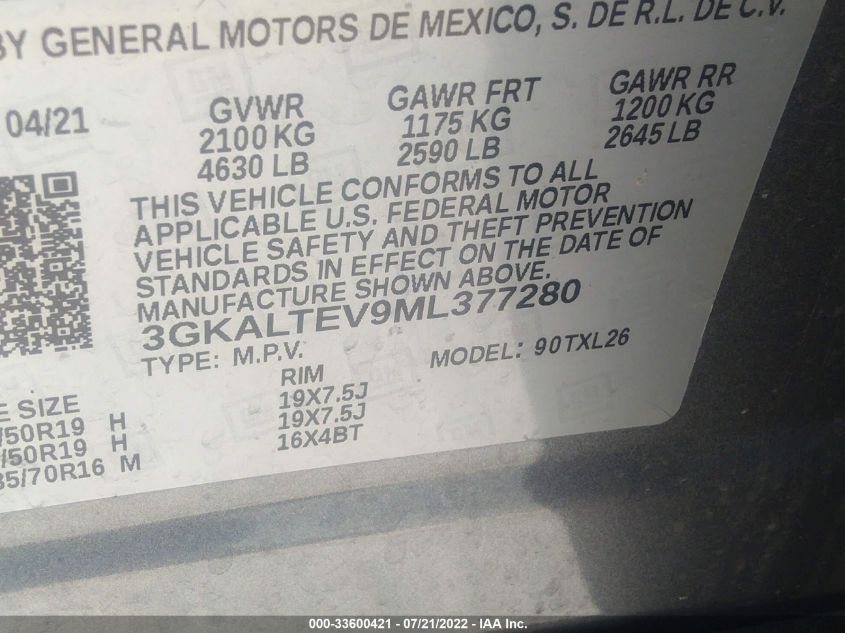 BY GENERAL MOTORS DE MEXICO, S. DE R.L. DE C.V.
04/21 GVWR GAWR FRT GAWR RR
2100 KG 1175 KG 1200 KG
4630 LB 2590 LB 2645 LB
THIS VEHICLE CONFORMS TO ALL
APPLICABLE U.S. FEDERAL MOTOR
VEHICLE SAFETY AND THEFT PREVENTION
STANDARDS IN EFFECT ON THE DATE OF
MANUFACTURE SHOWN ABOVE.
3GKALTEV9ML377280
TYPE: M.P.V. MODEL: 90TXL26
E SIZE RIM
/50R19 H 19X7.5J
/50R19 H 19X7.5J
35/70R16 M 16X4BT
000-33600421 - 07/21/2022 - IAA Inc.